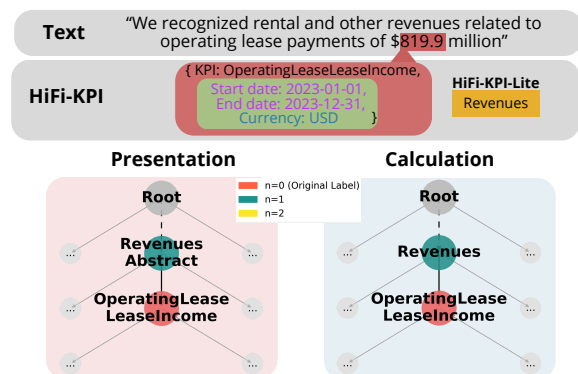 Text
“We recognized rental and other revenues related to
operating lease payments of $819.9 million”
HiFi-KPI
{ KPI: OperatingLeaseLeaseIncome,
Start date: 2023-01-01,
End date: 2023-12-31,
Currency: USD
}
HiFi-KPI-Lite
Revenues
Presentation
Calculation
n=0 (Original Label)
n=1
n=2
Root
...
...
Revenues
Abstract
...
...
OperatingLease
LeaseIncome
...
...
Root
...
...
Revenues
...
...
OperatingLease
LeaseIncome
...
...